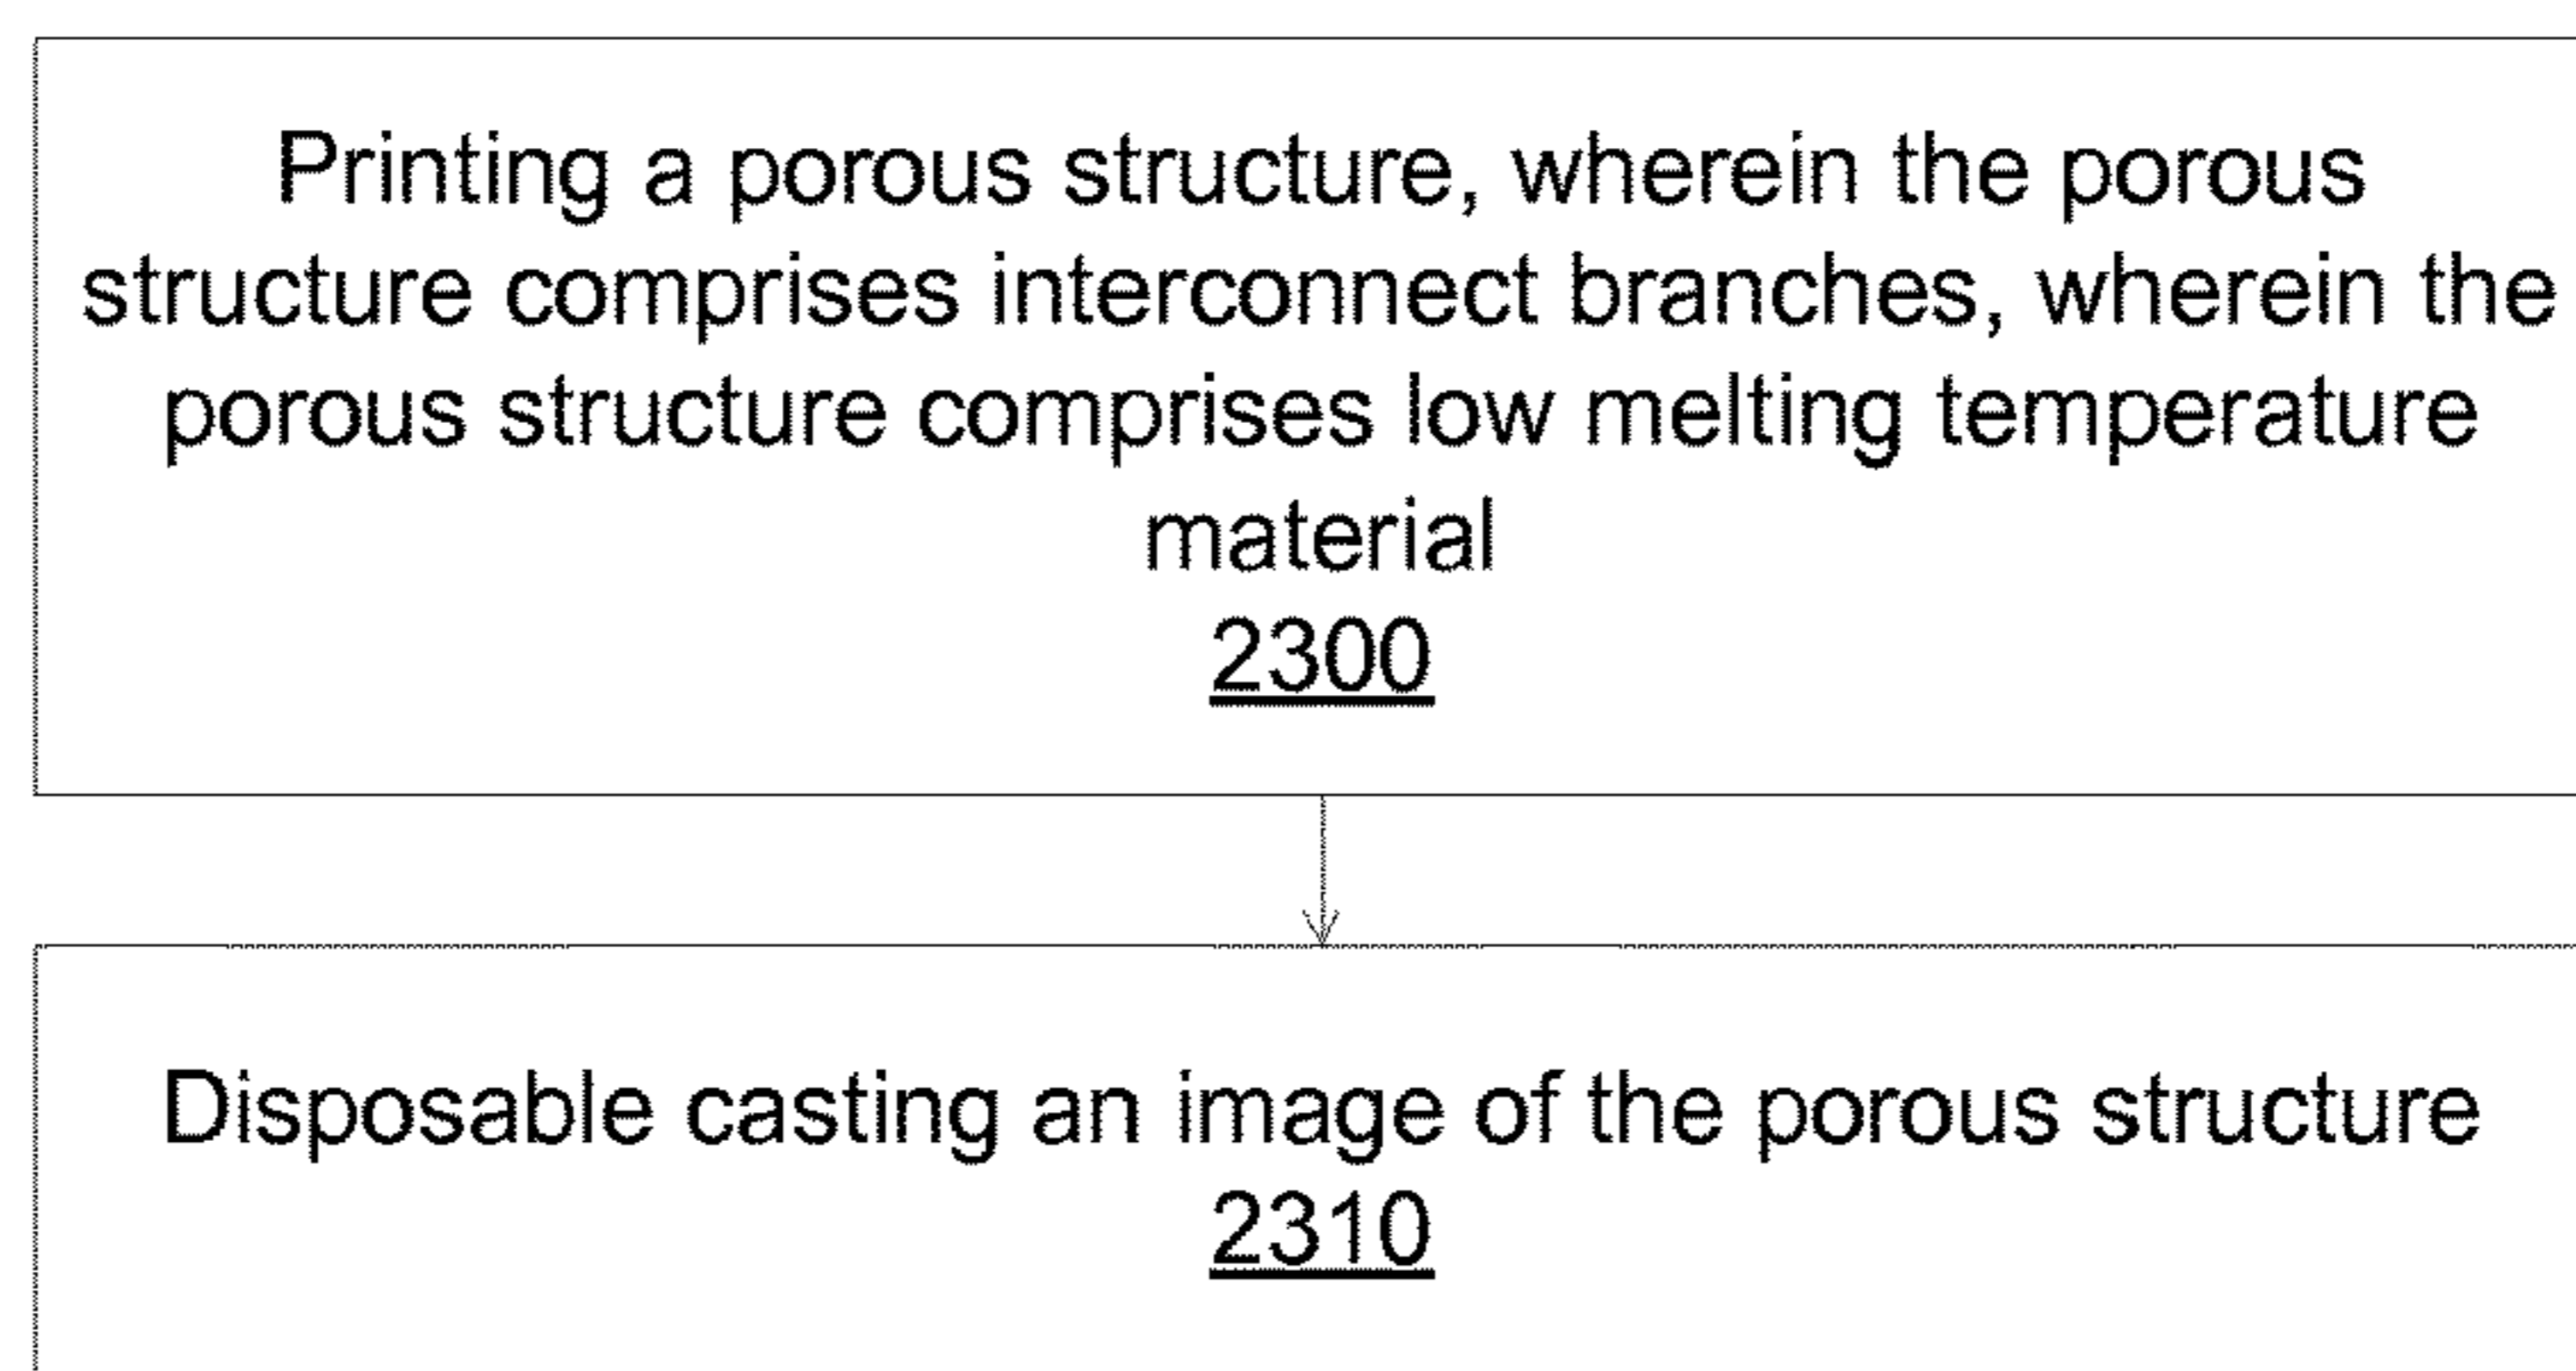 Printing a porous structure, wherein the porous
structure comprises interconnect branches, wherein the
porous structure comprises low melting temperature
material
2300
Disposable casting an image of the porous structure
2310